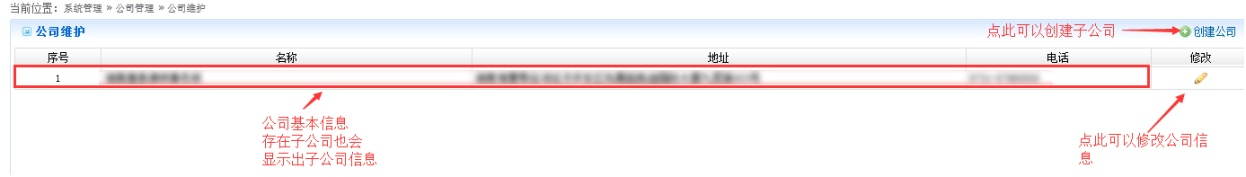 当前位置：系统管理 » 公司管理 » 公司维护
公司维护
点此可以创建子公司
创建公司
序号 名称 地址 电话 修改
1
公司基本信息
存在子公司也会
显示出子公司信息
点此可以修改公司信
息